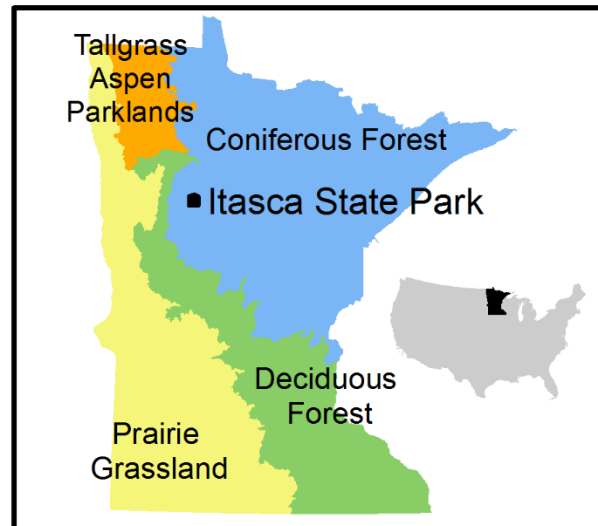 Tallgrass
Aspen
Parklands
Coniferous Forest
Itasca State Park
Deciduous
Forest
Prairie
Grassland